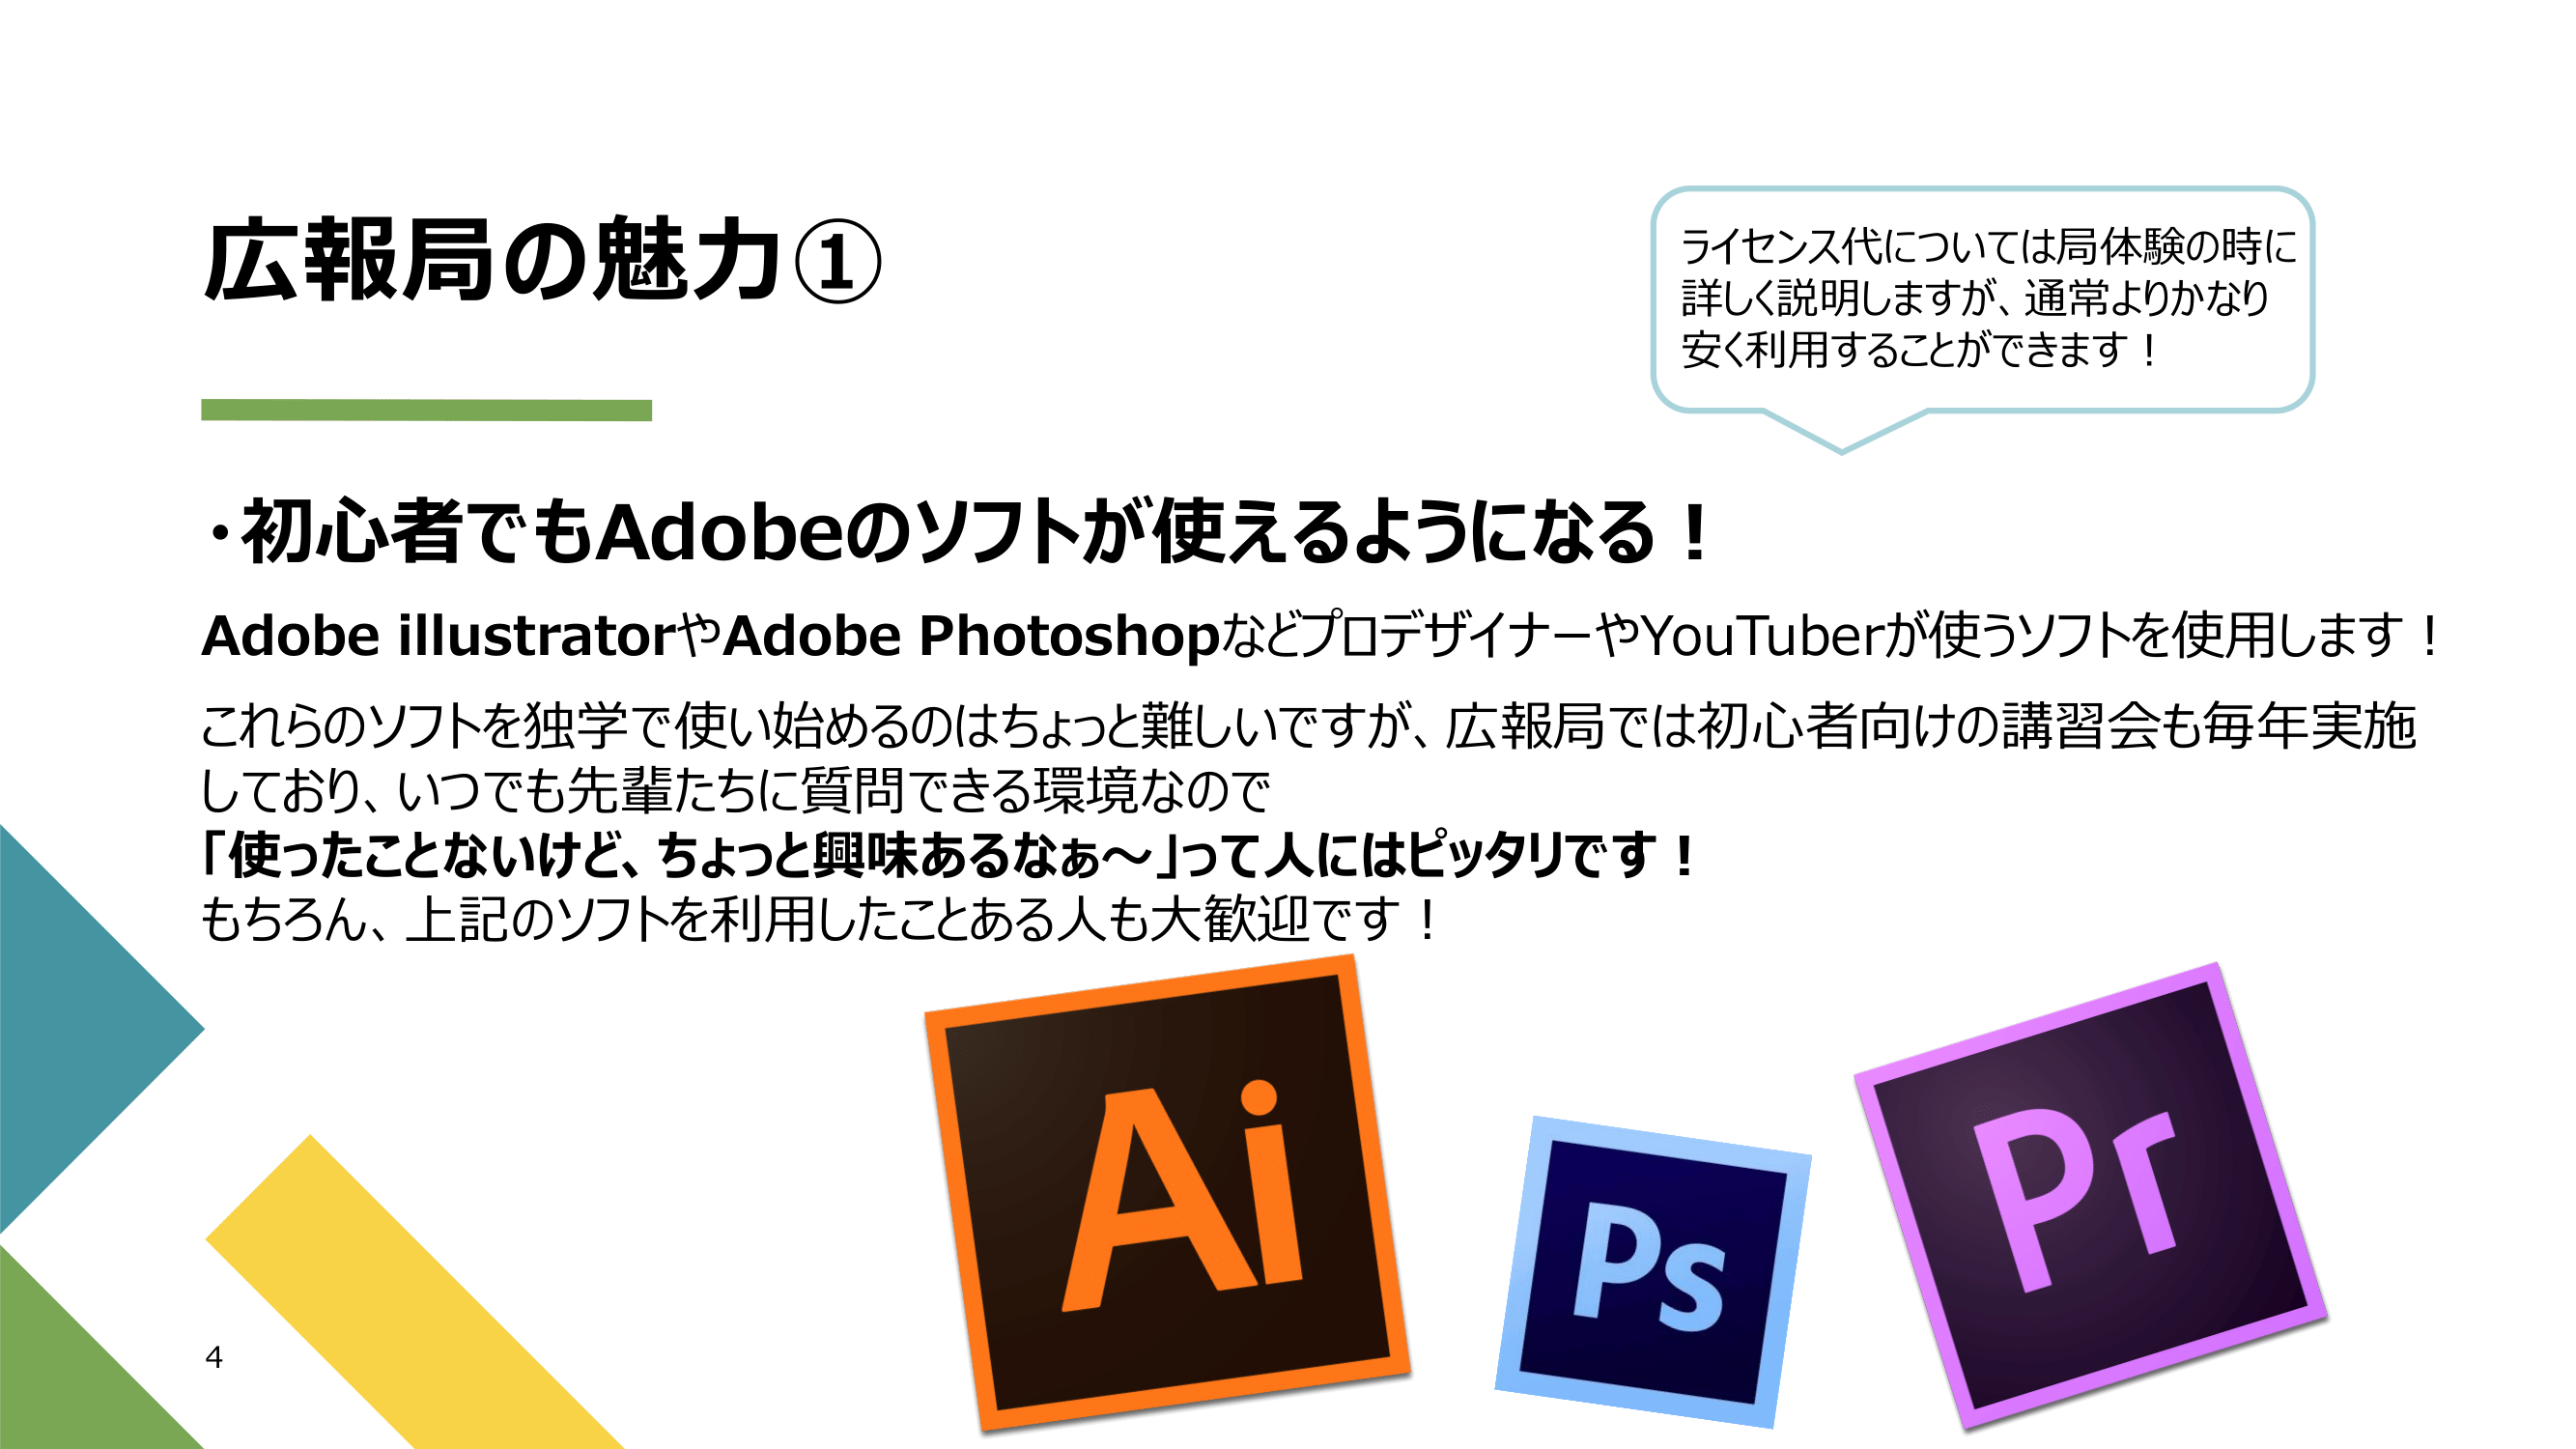 広報局の魅力①
ライセンス代については局体験の時に
詳しく説明しますが、通常よりかなり
安く利用することができます！
・初心者でもAdobeのソフトが使えるようになる！
Adobe illustratorやAdobe PhotoshopなどプロデザイナーやYouTuberが使うソフトを使用します！
これらのソフトを独学で使い始めるのはちょっと難しいですが、広報局では初心者向けの講習会も毎年実施
しており、いつでも先輩たちに質問できる環境なので
「使ったことないけど、ちょっと興味あるなぁ～」って人にはピッタリです！
もちろん、上記のソフトを利用したことある人も大歓迎です！
Ai
Ps
Pr
4